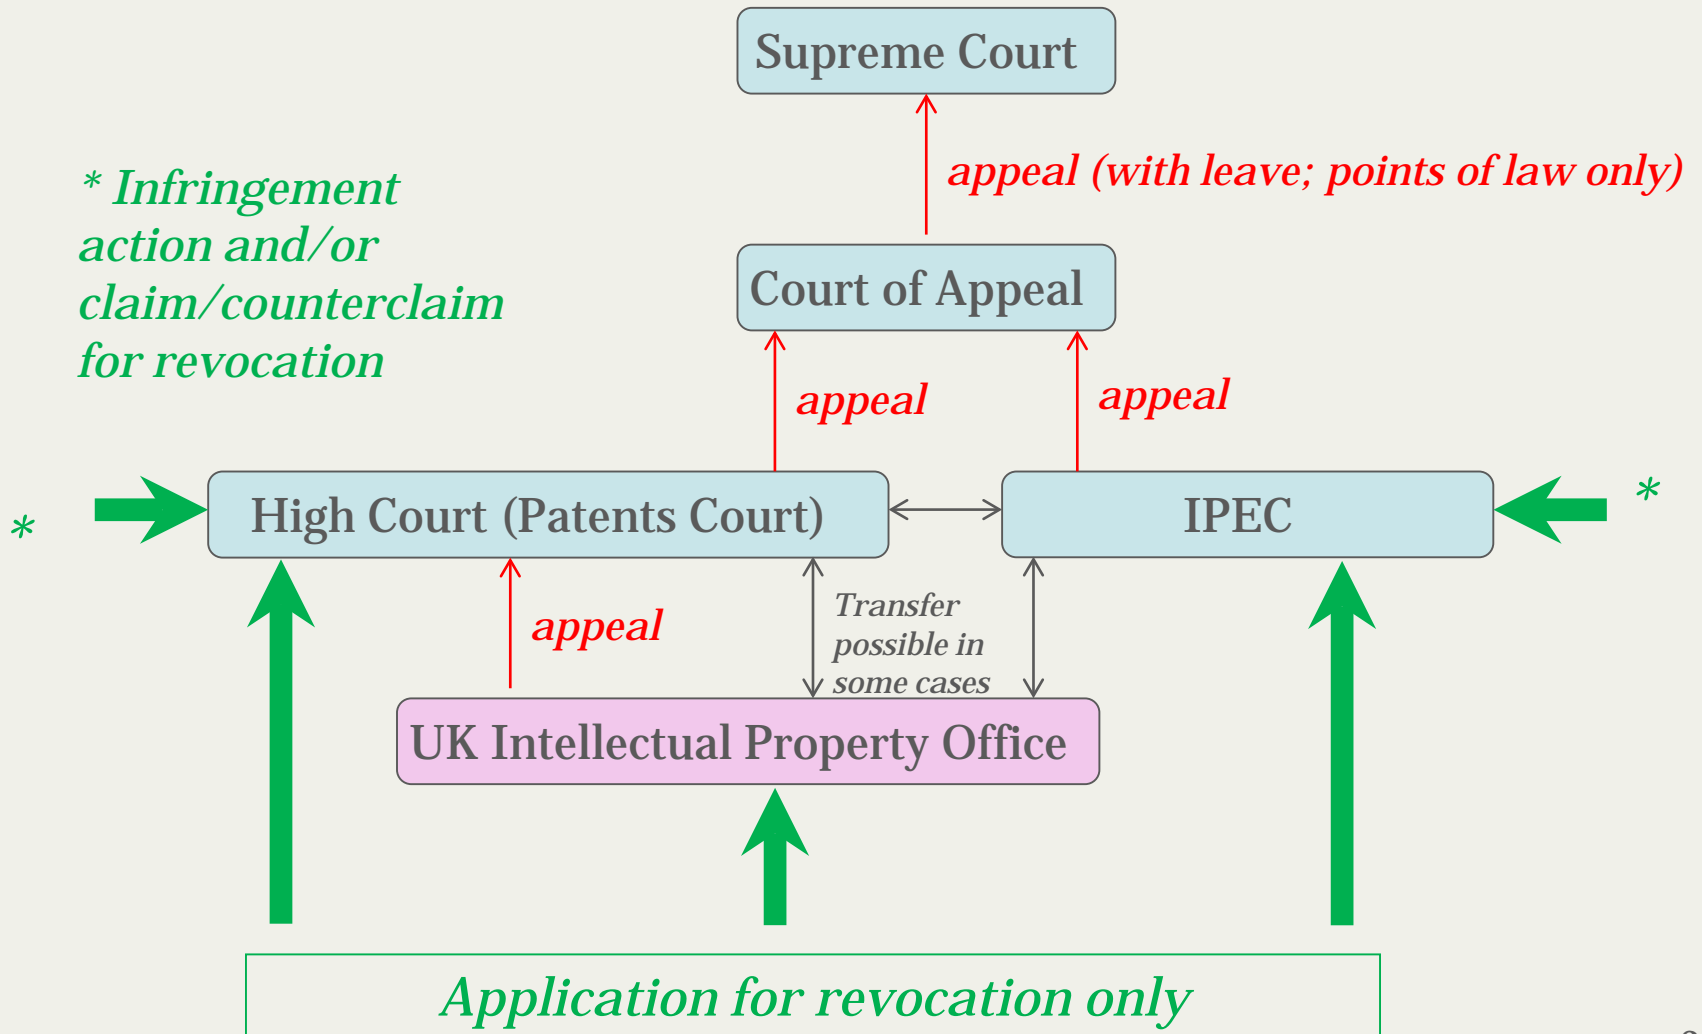 Supreme Court
appeal (with leave; points of law only)
* Infringement
action and/or
claim/counterclaim
for revocation
Court of Appeal
appeal
appeal
*
High Court (Patents Court)
IPEC
*
appeal
Transfer
possible in
some cases
UK Intellectual Property Office
Application for revocation only